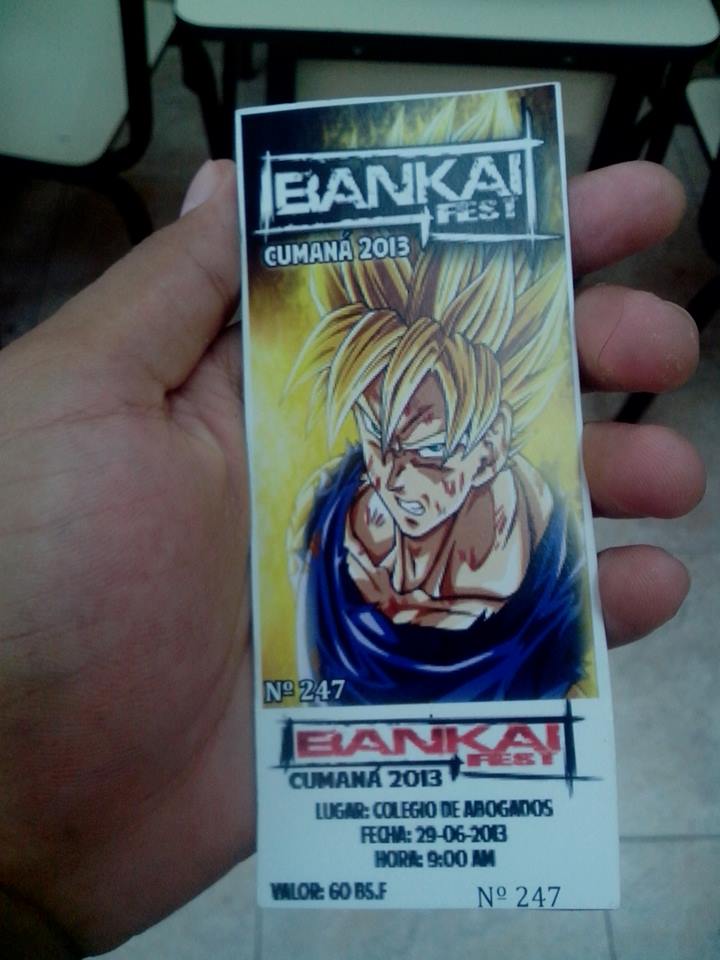 BANKAI
FEST
CUMANÁ 2013
Nº 247
BANKAI
FEST
CUMANÁ 2013
LUGAR: COLEGIO DE ABOGADOS
FECHA: 29-06-2013
HORA: 9:00 AM
VALOR: 60 BS.F Nº 247